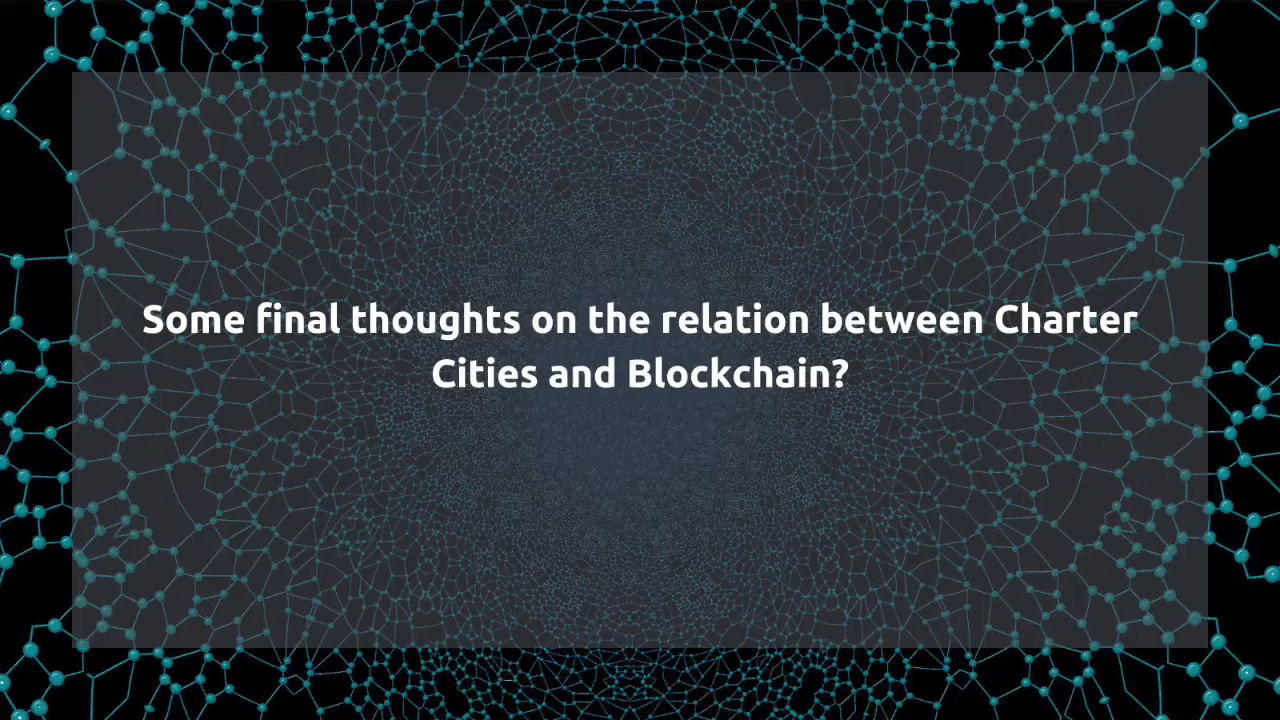 Some final thoughts on the relation between Charter
Cities and Blockchain?